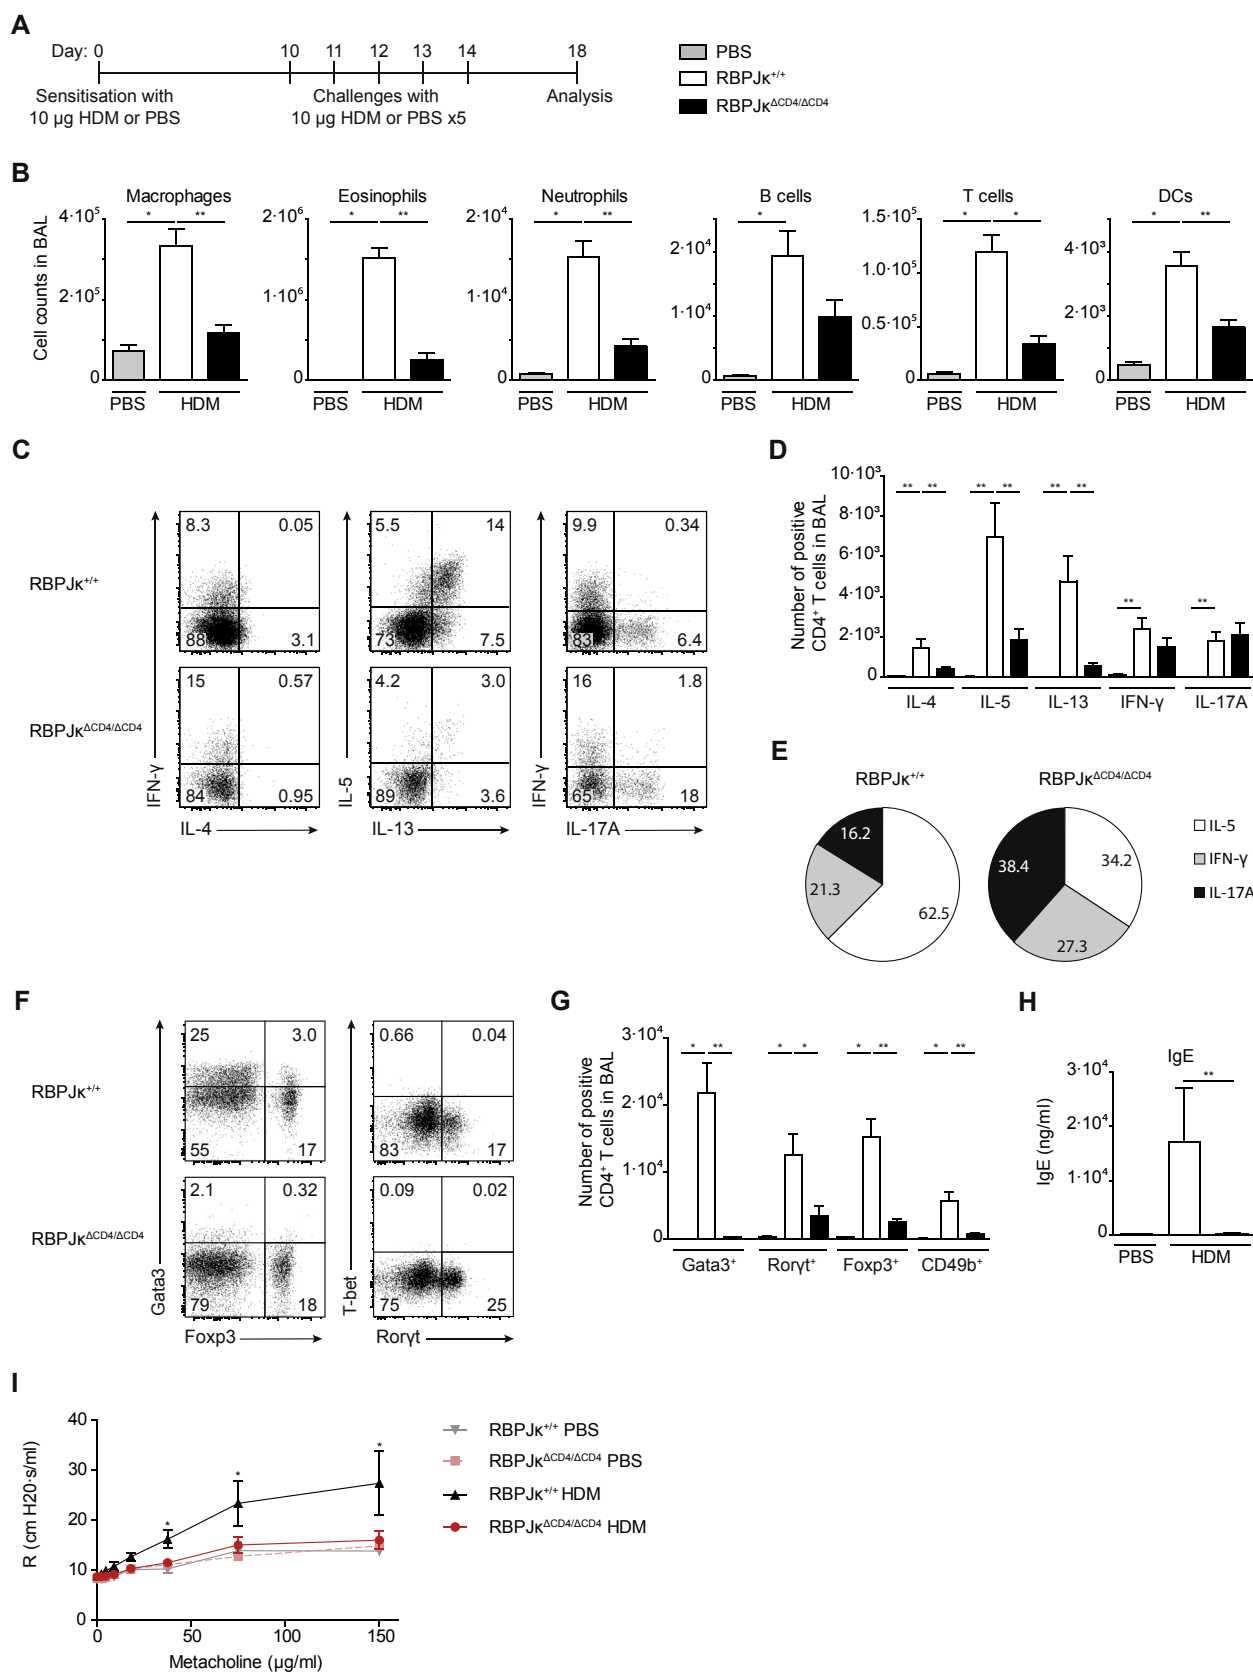 A
Day: 0 10 11 12 13 14 18
Sensitisation with
10 µg HDM or PBS
Challenges with
10 µg HDM or PBS x5
Analysis
PBS
RBPJκ+/+
RBPJκΔCD4/ΔCD4
B
Cell counts in BAL
Macrophages
* **
4·10⁵
2·10⁵
0
PBS HDM
Eosinophils
* **
2·10⁶
1·10⁶
0
PBS HDM
Neutrophils
* **
2·10⁴
1·10⁴
0
PBS HDM
B cells
*
2·10⁴
1·10⁴
0
PBS HDM
T cells
* *
1.5·10⁵
1.0·10⁵
0.5·10⁵
0
PBS HDM
DCs
* **
4·10³
2·10³
0
PBS HDM
C
RBPJκ+/+
8.3 0.05
88 3.1
5.5 14
73 7.5
9.9 0.34
83 6.4
RBPJκΔCD4/ΔCD4
15 0.57
84 0.95
4.2 3.0
89 3.6
16 1.8
65 18
IFN-γ
IL-4
IL-5
IL-13
IFN-γ
IL-17A
D
Number of positive
CD4⁺ T cells in BAL
10·10³
8·10³
6·10³
4·10³
2·10³
0
** ** ** ** ** ** ** **
IL-4 IL-5 IL-13 IFN-γ IL-17A
E
RBPJκ+/+
16.2
21.3
62.5
RBPJκΔCD4/ΔCD4
38.4
34.2
27.3
IL-5
IFN-γ
IL-17A
F
RBPJκ+/+
25 3.0
55 17
0.66 0.04
83 17
RBPJκΔCD4/ΔCD4
2.1 0.32
79 18
0.09 0.02
75 25
Gata3
Foxp3
T-bet
Rorγt
G
Number of positive
CD4⁺ T cells in BAL
3·10⁴
2·10⁴
1·10⁴
0
* ** * * * ** * **
Gata3⁺ Rorγt⁺ Foxp3⁺ CD49b⁺
H
IgE
**
IgE (ng/ml)
3·10⁴
2·10⁴
1·10⁴
0
PBS HDM
I
R (cm H20·s/ml)
40
30
20
10
0
* * *
0 50 100 150
Metacholine (µg/ml)
RBPJκ+/+ PBS
RBPJκΔCD4/ΔCD4 PBS
RBPJκ+/+ HDM
RBPJκΔCD4/ΔCD4 HDM